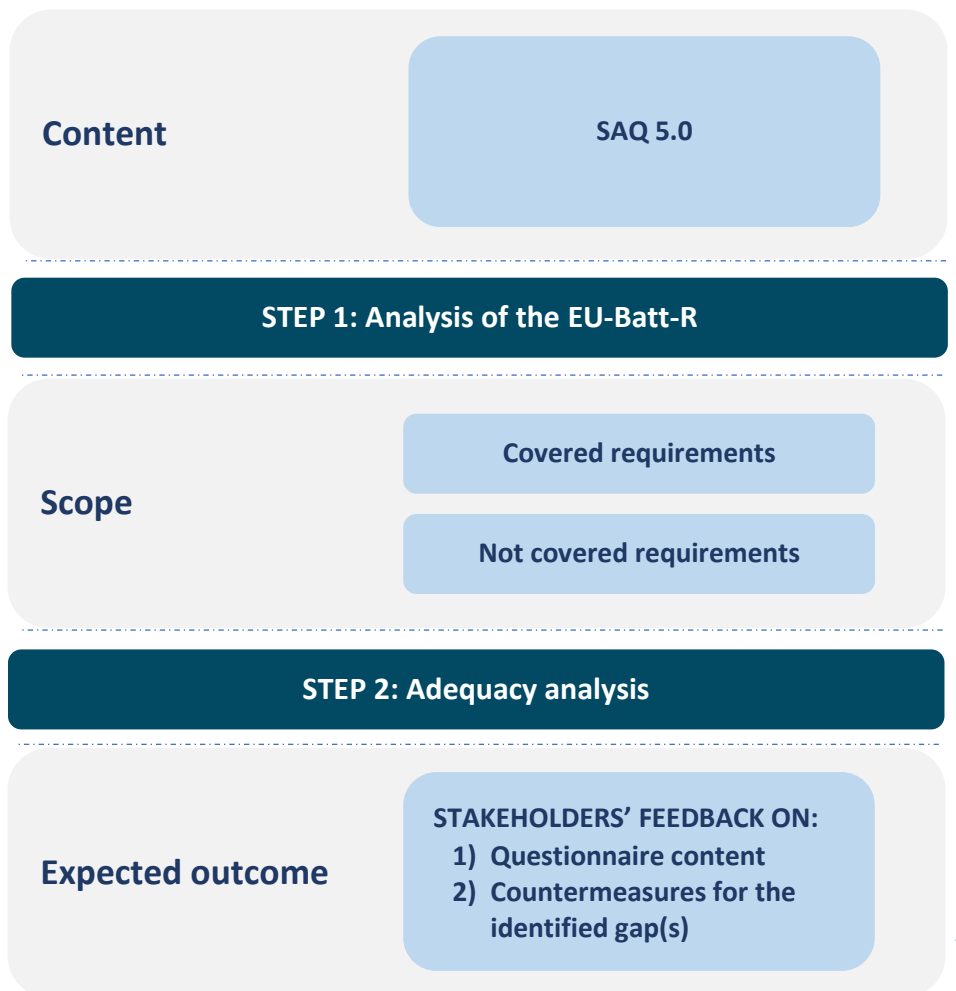 Content
SAQ 5.0
STEP 1: Analysis of the EU-Batt-R
Scope
Covered requirements
Not covered requirements
STEP 2: Adequacy analysis
Expected outcome
STAKEHOLDERS’ FEEDBACK ON:
1) Questionnaire content
2) Countermeasures for the
identified gap(s)